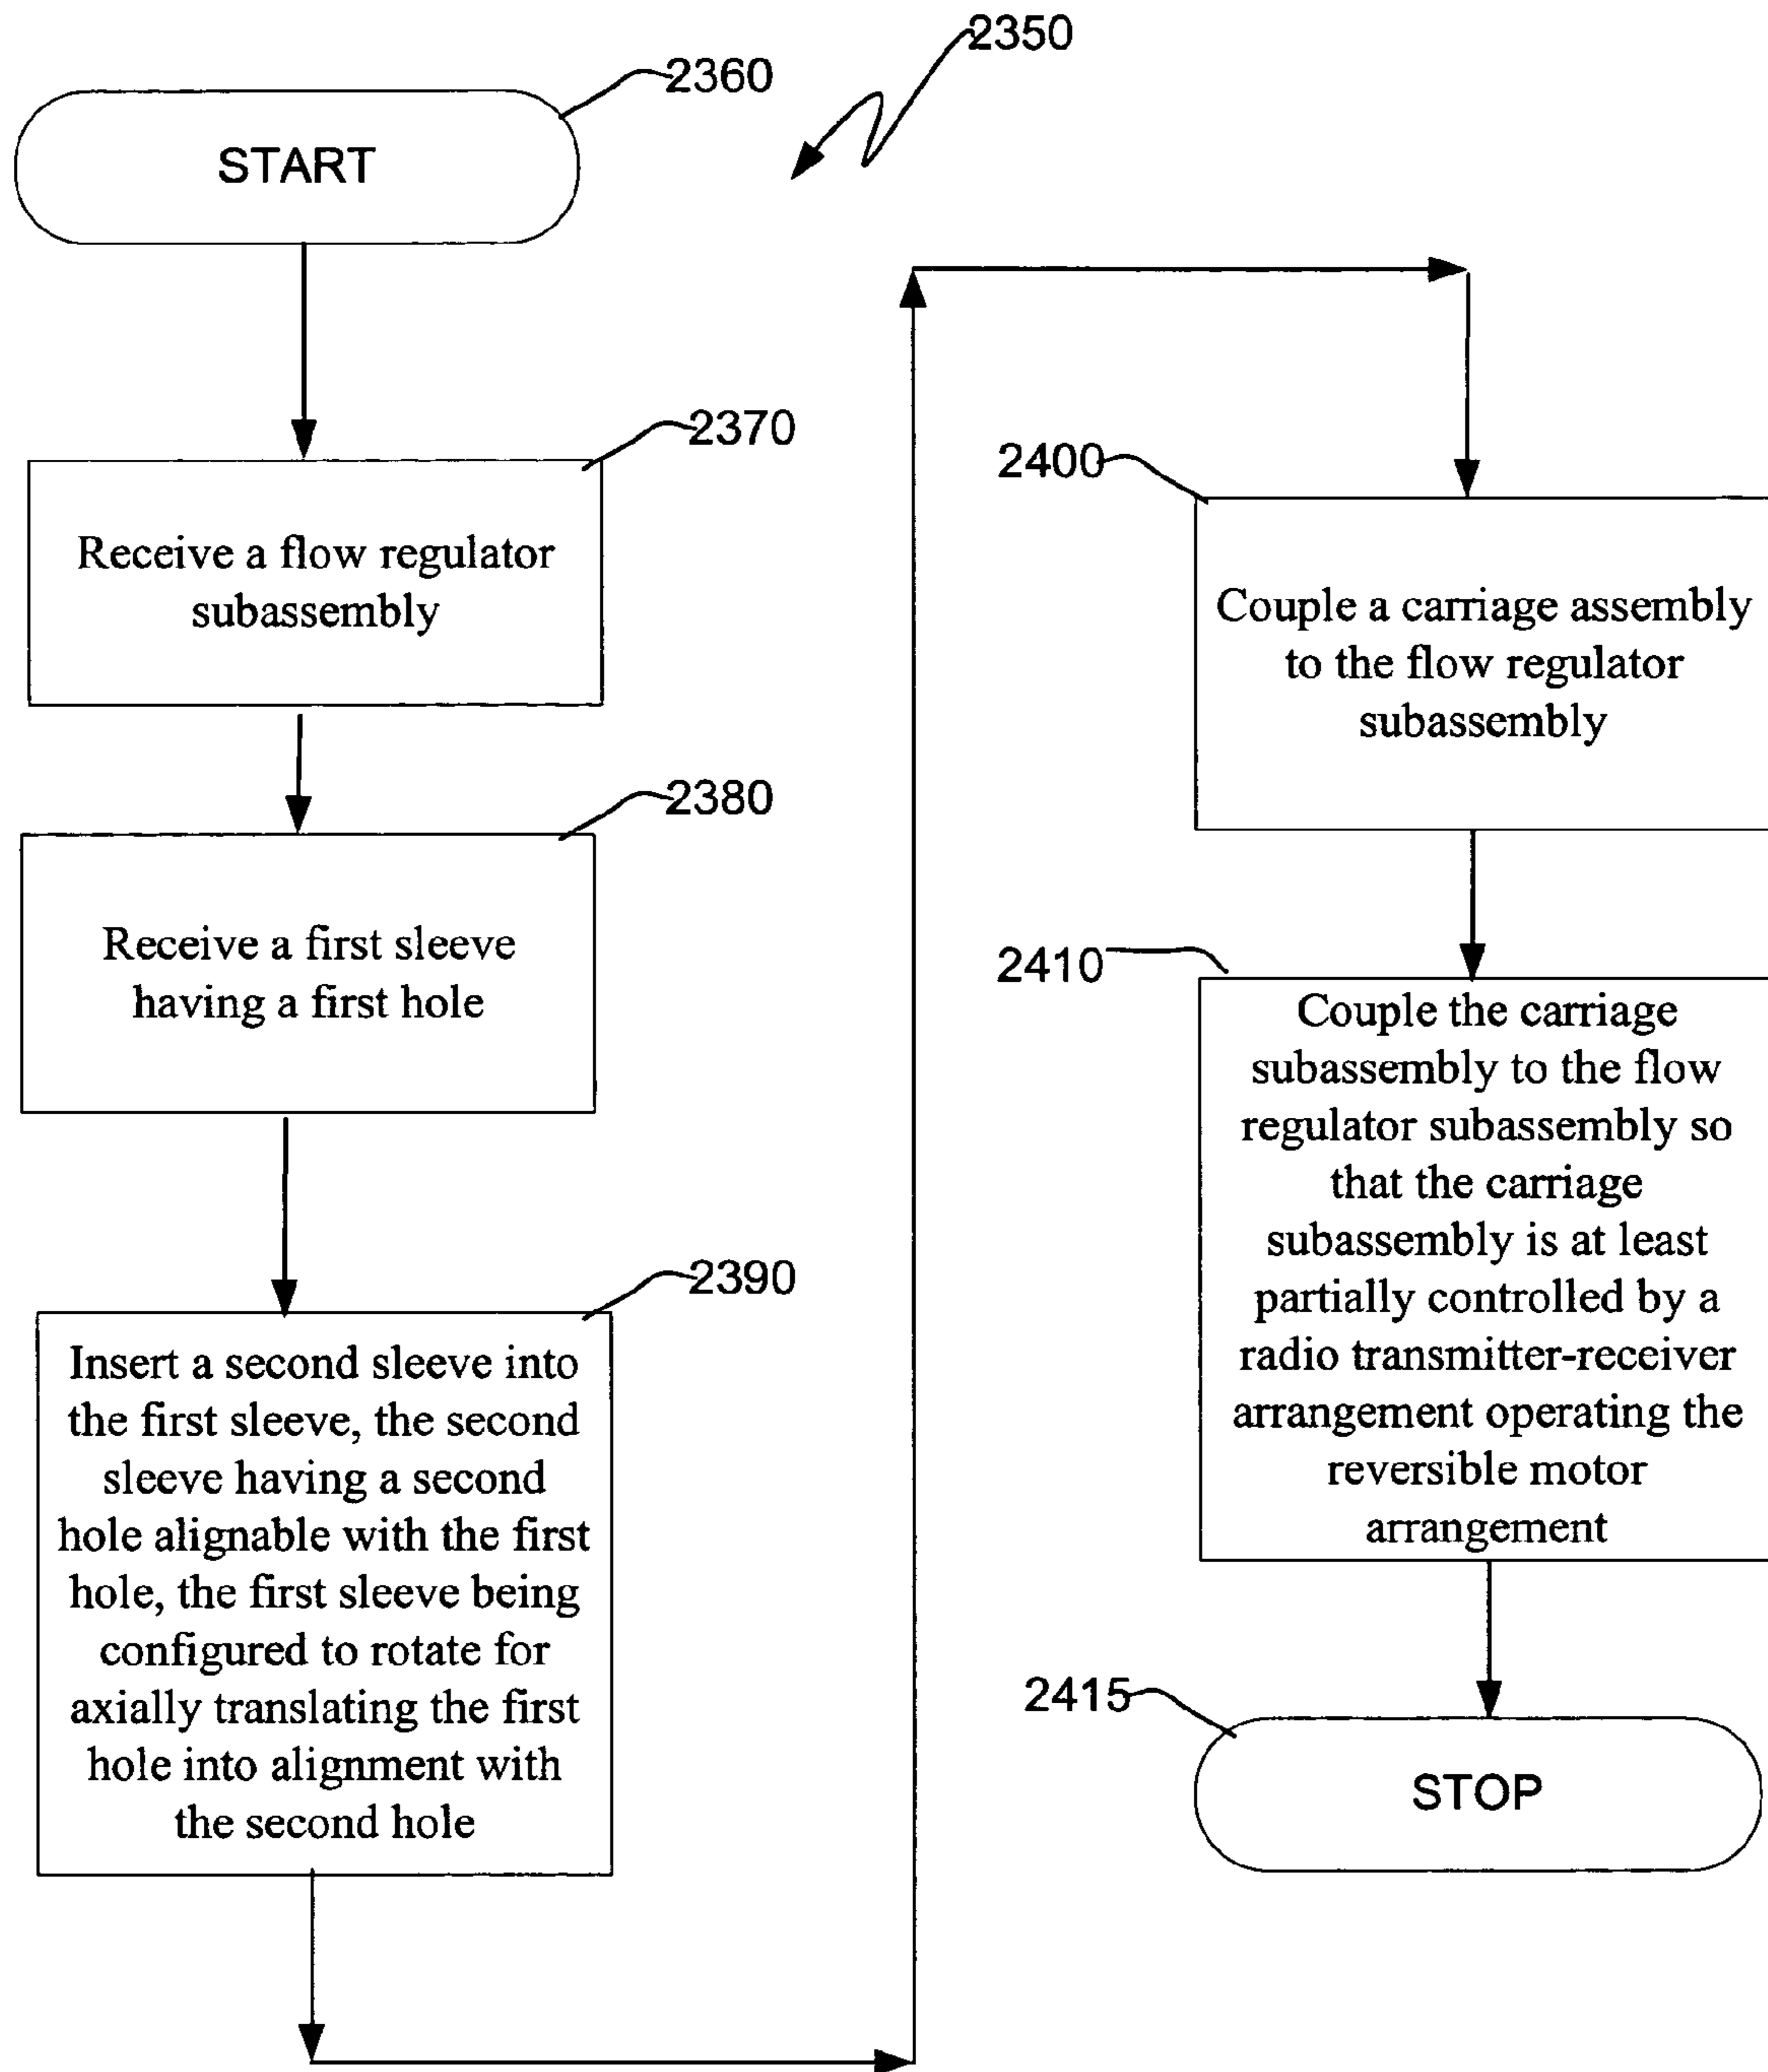 2350
2360
START
2370
Receive a flow regulator
subassembly
2380
Receive a first sleeve
having a first hole
2390
Insert a second sleeve into
the first sleeve, the second
sleeve having a second
hole alignable with the first
hole, the first sleeve being
configured to rotate for
axially translating the first
hole into alignment with
the second hole
2400
Couple a carriage assembly
to the flow regulator
subassembly
2410
Couple the carriage
subassembly to the flow
regulator subassembly so
that the carriage
subassembly is at least
partially controlled by a
radio transmitter-receiver
arrangement operating the
reversible motor
arrangement
2415
STOP